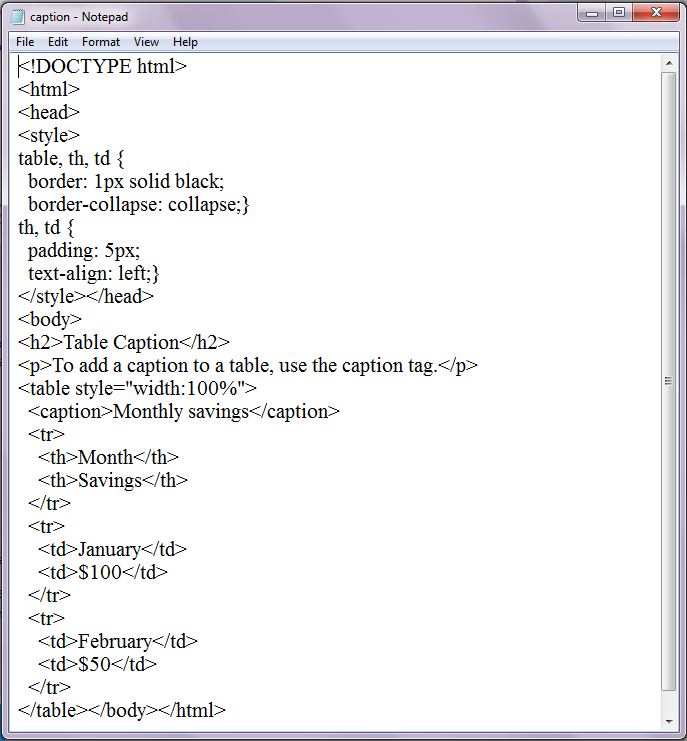 caption - Notepad
File Edit Format View Help
<!DOCTYPE html>
<html>
<head>
<style>
table, th, td {
  border: 1px solid black;
  border-collapse: collapse;}
th, td {
  padding: 5px;
  text-align: left;}
</style></head>
<body>
<h2>Table Caption</h2>
<p>To add a caption to a table, use the caption tag.</p>
<table style="width:100%">
  <caption>Monthly savings</caption>
  <tr>
    <th>Month</th>
    <th>Savings</th>
  </tr>
  <tr>
    <td>January</td>
    <td>$100</td>
  </tr>
  <tr>
    <td>February</td>
    <td>$50</td>
  </tr>
</table></body></html>